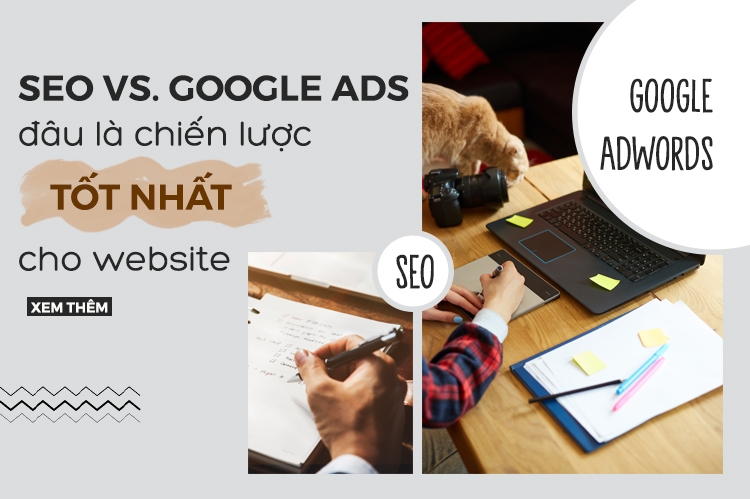 SEO VS. GOOGLE ADS
đâu là chiến lược
TỐT NHẤT
cho website
XEM THÊM
SEO
GOOGLE
ADWORDS